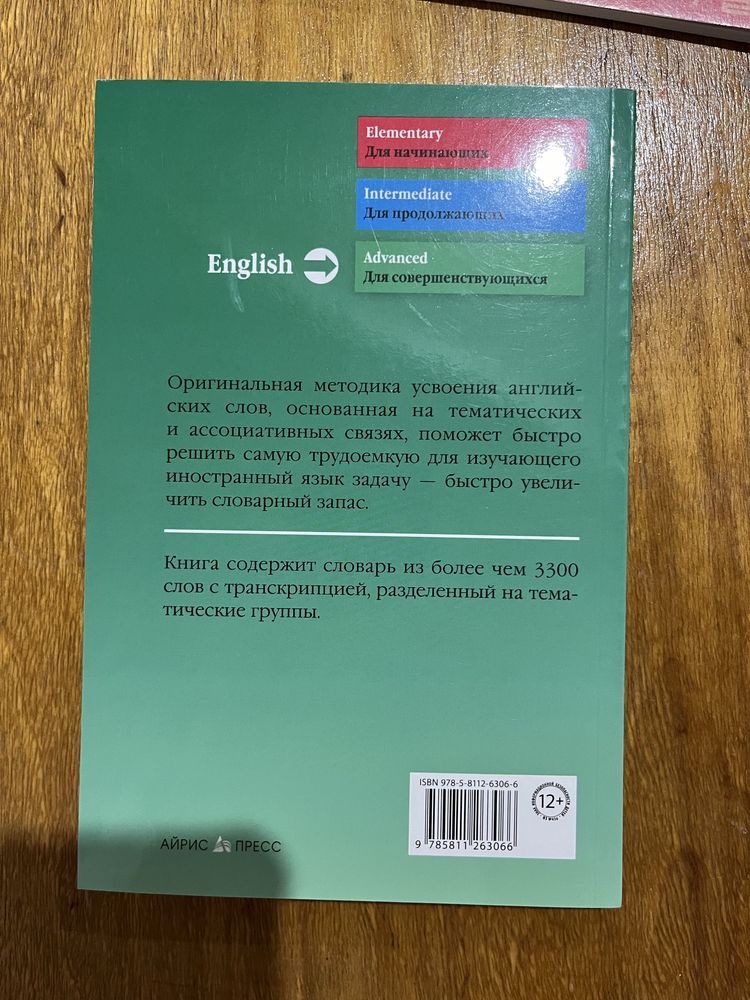 Elementary
Для начинающих
Intermediate
Для продолжающих
English
Advanced
Для совершенствующихся
Оригинальная методика усвоения англий-
ских слов, основанная на тематических
и ассоциативных связях, поможет быстро
решить самую трудоемкую для изучающего
иностранный язык задачу — быстро увели-
чить словарный запас.
Книга содержит словарь из более чем 3300
слов с транскрипцией, разделенный на тема-
тические группы.
ISBN 978-5-8112-6306-6
9 785811 263066
12+
АЙРИС ПРЕСС